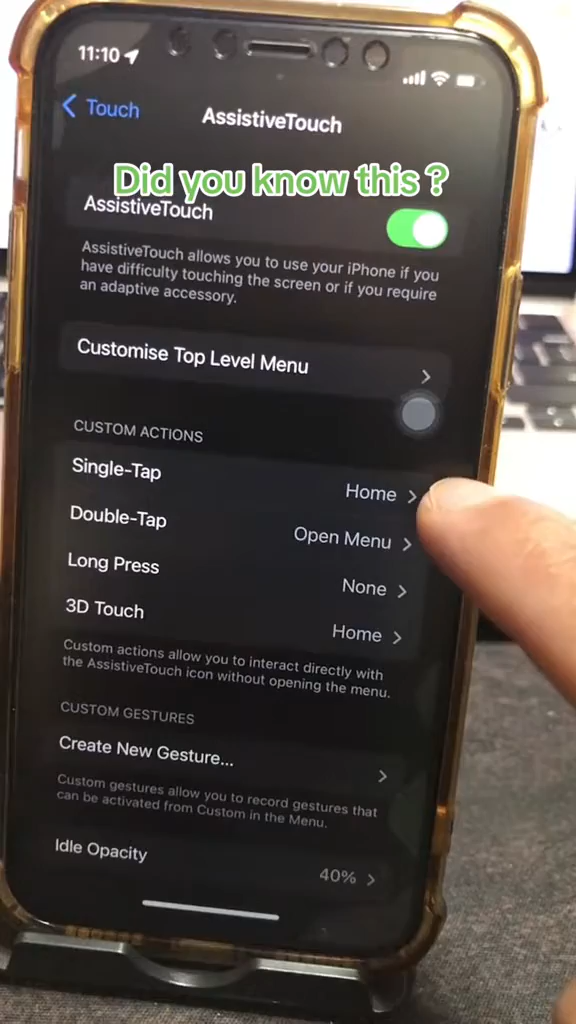 11:10
Touch
AssistiveTouch
Did you know this ?
AssistiveTouch
AssistiveTouch allows you to use your iPhone if you
have difficulty touching the screen or if you require
an adaptive accessory.
Customise Top Level Menu
CUSTOM ACTIONS
Single-Tap Home
Double-Tap Open Menu
Long Press None
3D Touch Home
Custom actions allow you to interact directly with
the AssistiveTouch icon without opening the menu.
CUSTOM GESTURES
Create New Gesture...
Custom gestures allow you to record gestures that
can be activated from Custom in the Menu.
Idle Opacity 40%